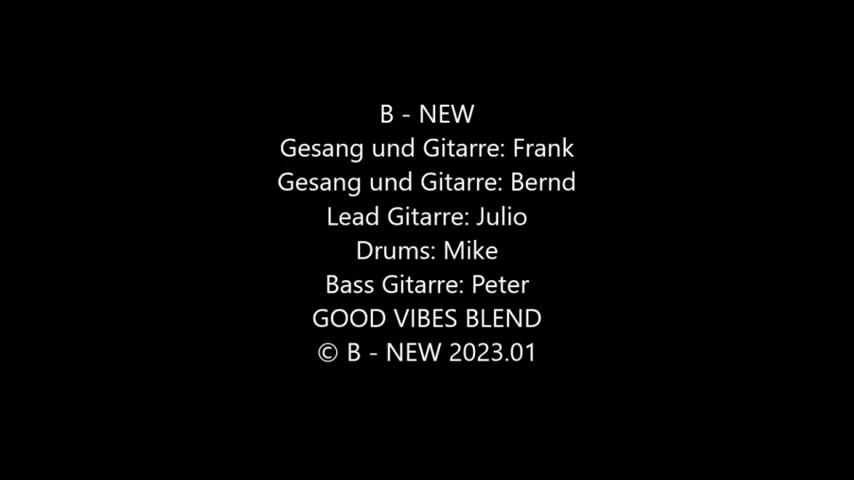 B - NEW
Gesang und Gitarre: Frank
Gesang und Gitarre: Bernd
Lead Gitarre: Julio
Drums: Mike
Bass Gitarre: Peter
GOOD VIBES BLEND
© B - NEW 2023.01